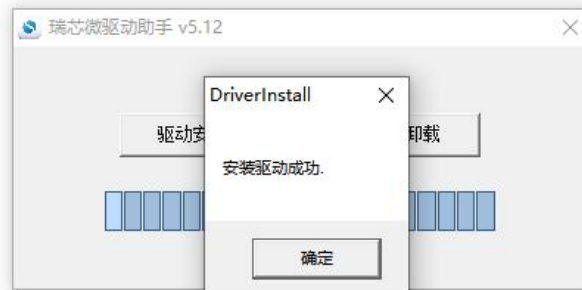 瑞芯微驱动助手 v5.12
DriverInstall
驱动安
卸载
安装驱动成功.
确定